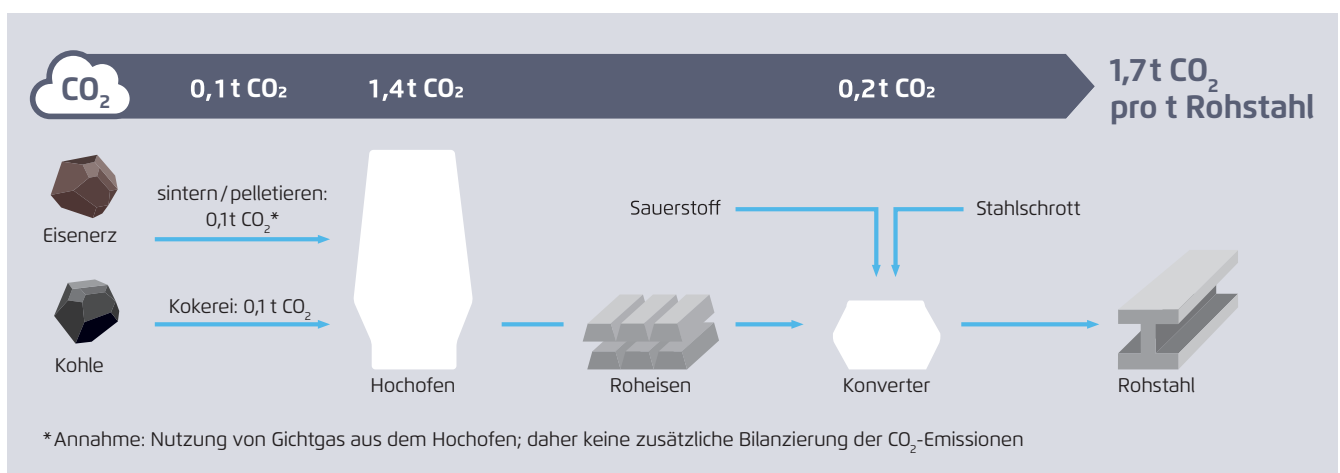 CO₂
0,1 t CO₂
1,4 t CO₂
0,2 t CO₂
1,7 t CO₂
pro t Rohstahl
sintern / pelletieren:
0,1 t CO₂*
Eisenerz
Sauerstoff
Stahlschrott
Kokerei: 0,1 t CO₂
Kohle
Hochofen
Roheisen
Konverter
Rohstahl
* Annahme: Nutzung von Gichtgas aus dem Hochofen; daher keine zusätzliche Bilanzierung der CO₂-Emissionen